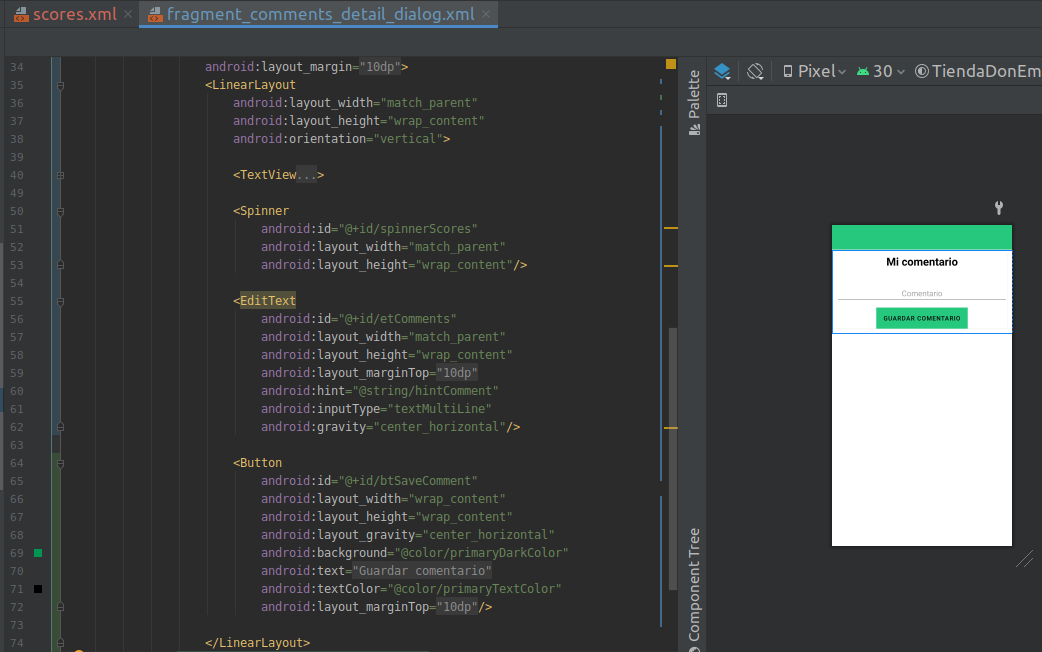 scores.xml
fragment_comments_detail_dialog.xml
34 android:layout_margin="10dp">
35 <LinearLayout
36 android:layout_width="match_parent"
37 android:layout_height="wrap_content"
38 android:orientation="vertical">
39
40 <TextView...>
49
50 <Spinner
51 android:id="@+id/spinnerScores"
52 android:layout_width="match_parent"
53 android:layout_height="wrap_content"/>
54
55 <EditText
56 android:id="@+id/etComments"
57 android:layout_width="match_parent"
58 android:layout_height="wrap_content"
59 android:layout_marginTop="10dp"
60 android:hint="@string/hintComment"
61 android:inputType="textMultiLine"
62 android:gravity="center_horizontal"/>
63
64 <Button
65 android:id="@+id/btSaveComment"
66 android:layout_width="wrap_content"
67 android:layout_height="wrap_content"
68 android:layout_gravity="center_horizontal"
69 android:background="@color/primaryDarkColor"
70 android:text="Guardar comentario"
71 android:textColor="@color/primaryTextColor"
72 android:layout_marginTop="10dp"/>
73
74 </LinearLayout>
Palette
Component Tree
Pixel 30 TiendaDonEm
Mi comentario
Comentario
GUARDAR COMENTARIO